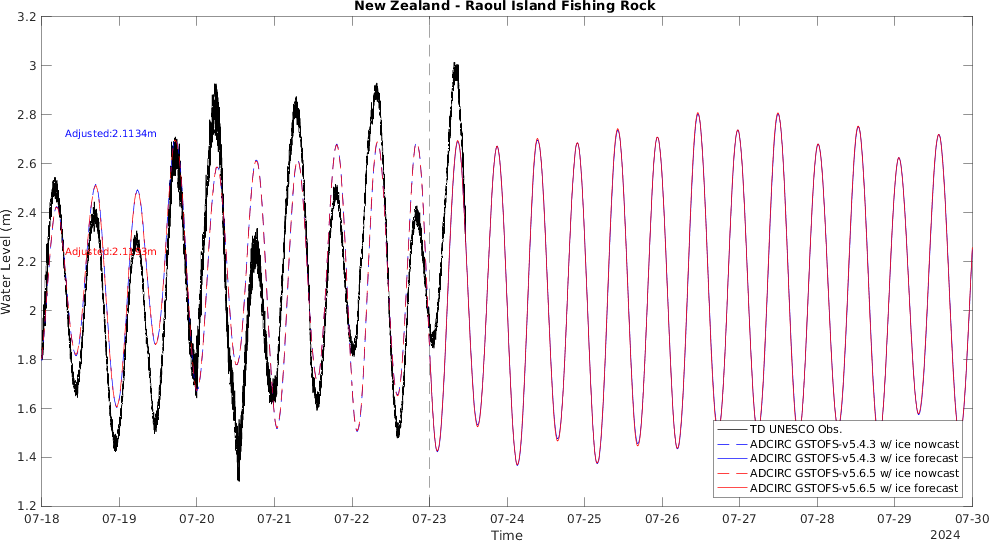 New Zealand - Raoul Island Fishing Rock
3.2
3
2.8
2.6
2.4
2.2
2
1.8
1.6
1.4
1.2
Water Level (m)
Adjusted:2.1134m
TD UNESCO Obs.
ADCIRC GSTOFS-v5.4.3 w/ ice nowcast
ADCIRC GSTOFS-v5.4.3 w/ ice forecast
ADCIRC GSTOFS-v5.6.5 w/ ice nowcast
ADCIRC GSTOFS-v5.6.5 w/ ice forecast
07-18 07-19 07-20 07-21 07-22 07-23 07-24 07-25 07-26 07-27 07-28 07-29 07-30
Time
2024